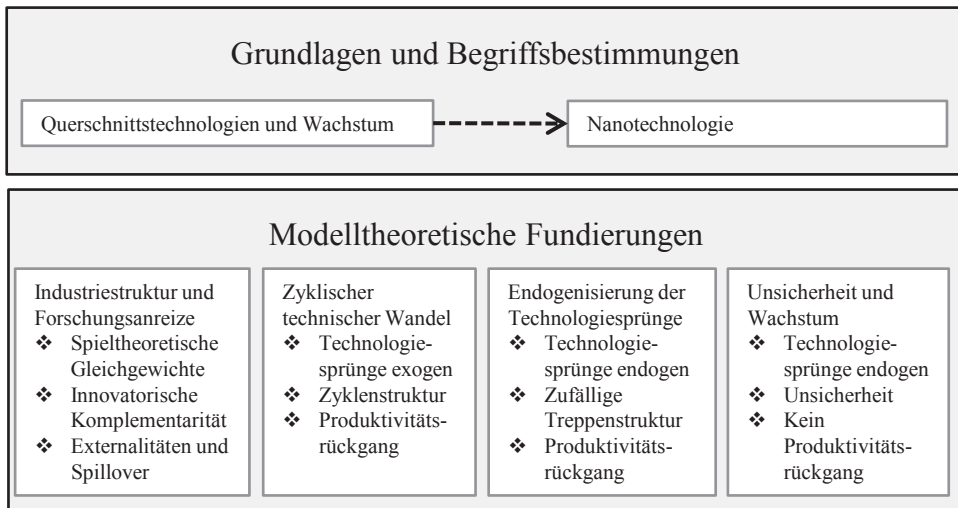 Grundlagen und Begriffsbestimmungen
Querschnittstechnologien und Wachstum
Nanotechnologie
Modelltheoretische Fundierungen
Industriestruktur und
Forschungsanreize
❖ Spieltheoretische
Gleichgewichte
❖ Innovatorische
Komplementarität
❖ Externalitäten und
Spillover
Zyklischer
technischer Wandel
❖ Technologie-
sprünge exogen
❖ Zyklenstruktur
❖ Produktivitäts-
rückgang
Endogenisierung der
Technologiesprünge
❖ Technologie-
sprünge endogen
❖ Zufällige
Treppenstruktur
❖ Produktivitäts-
rückgang
Unsicherheit und
Wachstum
❖ Technologie-
sprünge endogen
❖ Unsicherheit
❖ Kein
Produktivitäts-
rückgang